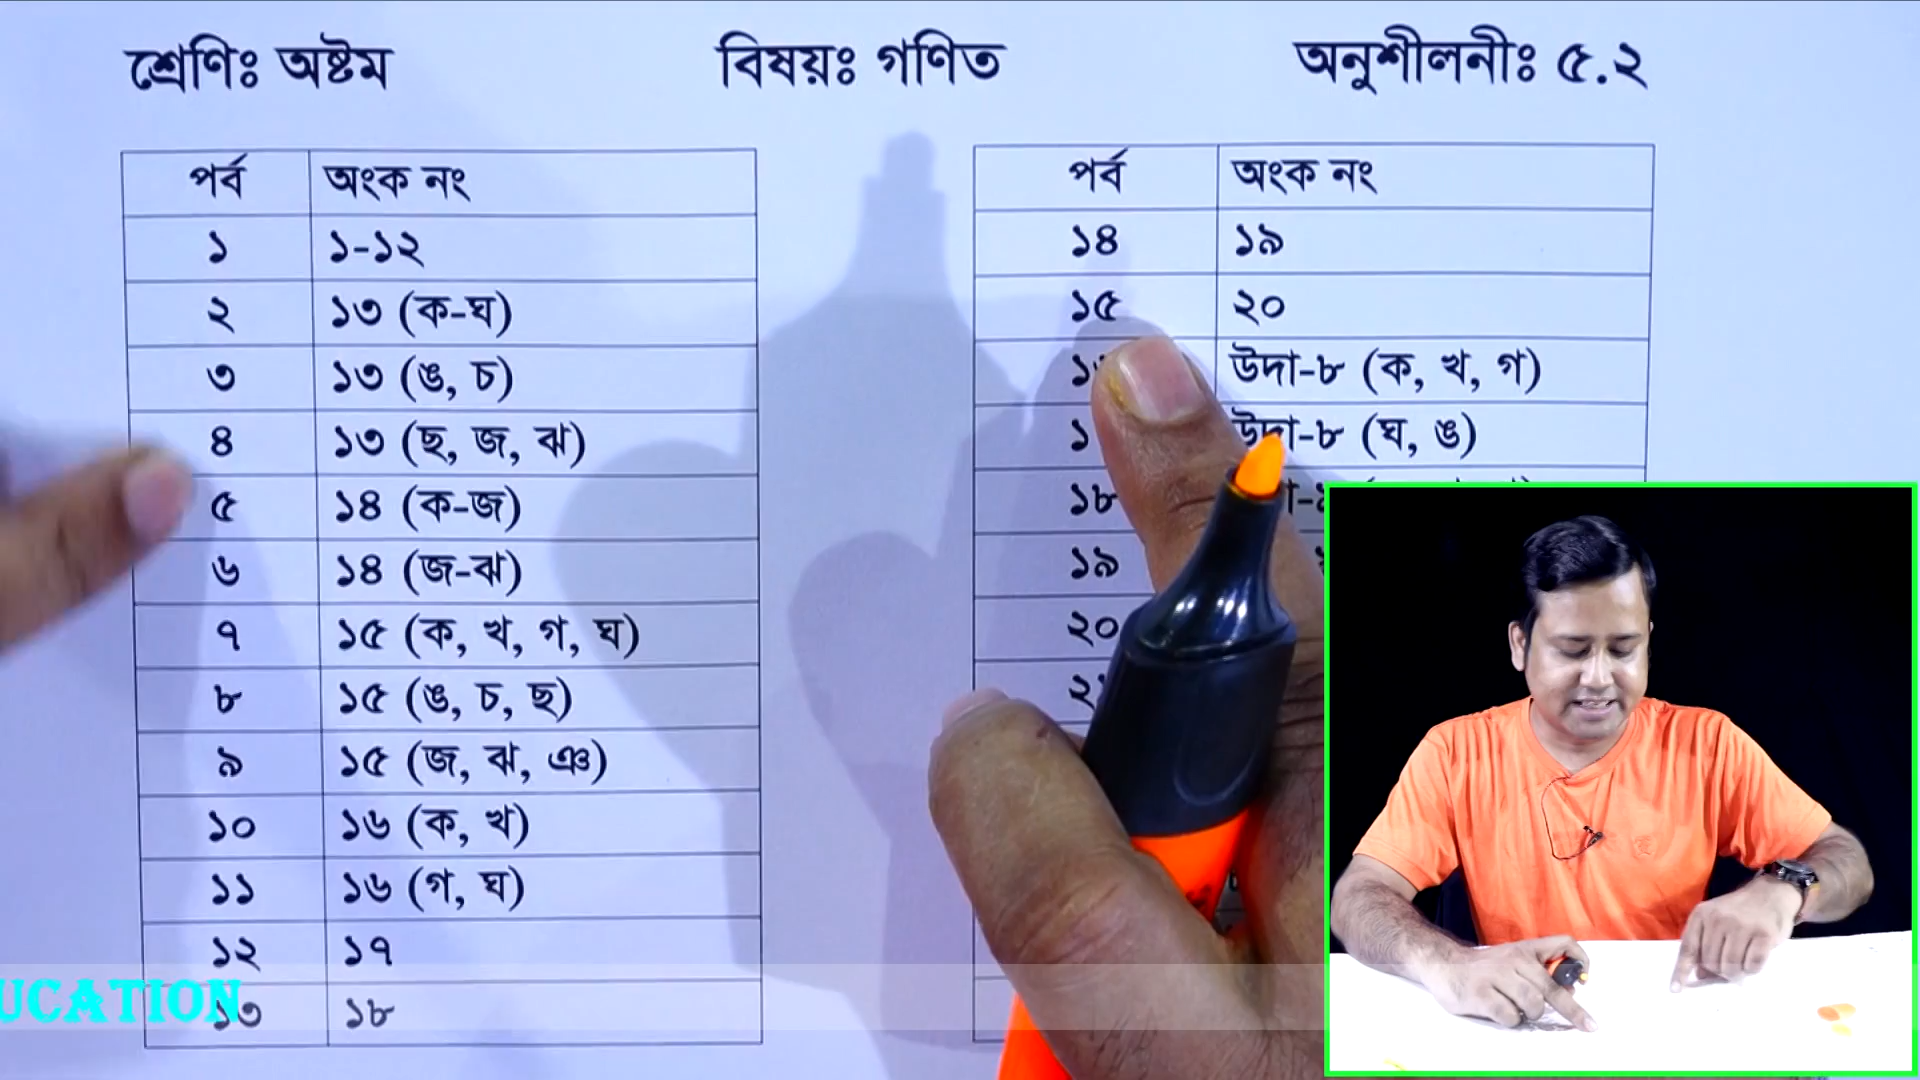 শ্রেণিঃ অষ্টম বিষয়ঃ গণিত অনুশীলনীঃ ৫.২
পর্ব অংক নং
১ ১-১২
২ ১৩ (ক-ঘ)
৩ ১৩ (ঙ, চ)
৪ ১৩ (ছ, জ, ঝ)
৫ ১৪ (ক-জ)
৬ ১৪ (জ-ঝ)
৭ ১৫ (ক, খ, গ, ঘ)
৮ ১৫ (ঙ, চ, ছ)
৯ ১৫ (জ, ঝ, ঞ)
১০ ১৬ (ক, খ)
১১ ১৬ (গ, ঘ)
১২ ১৭
১৩ ১৮
পর্ব অংক নং
১৪ ১৯
১৫ ২০
উদা-৮ (ক, খ, গ)
উদা-৮ (ঘ, ঙ)
১৮
১৯
২০
UCATION